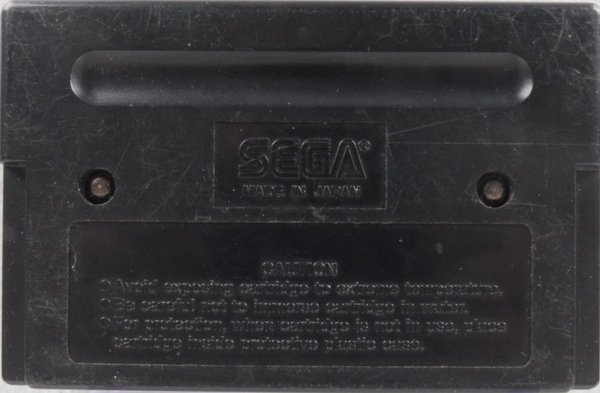 SEGA®
MADE IN JAPAN
CAUTION
○Avoid exposing cartridge to extreme temperature.
○Be careful not to immerse cartridge in water.
○For protection, when cartridge is not in use, place
cartridge inside protective plastic case.